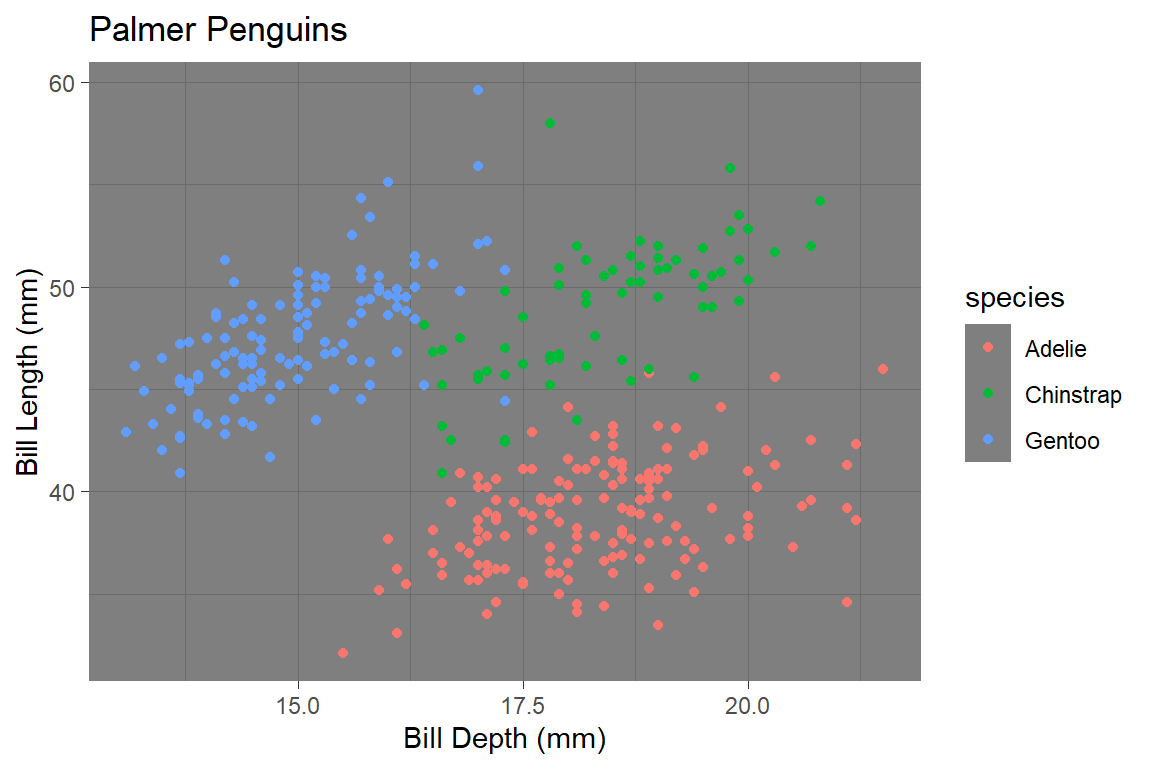 Palmer Penguins
60
50
40
Bill Length (mm)
15.0
17.5
20.0
Bill Depth (mm)
species
Adelie
Chinstrap
Gentoo